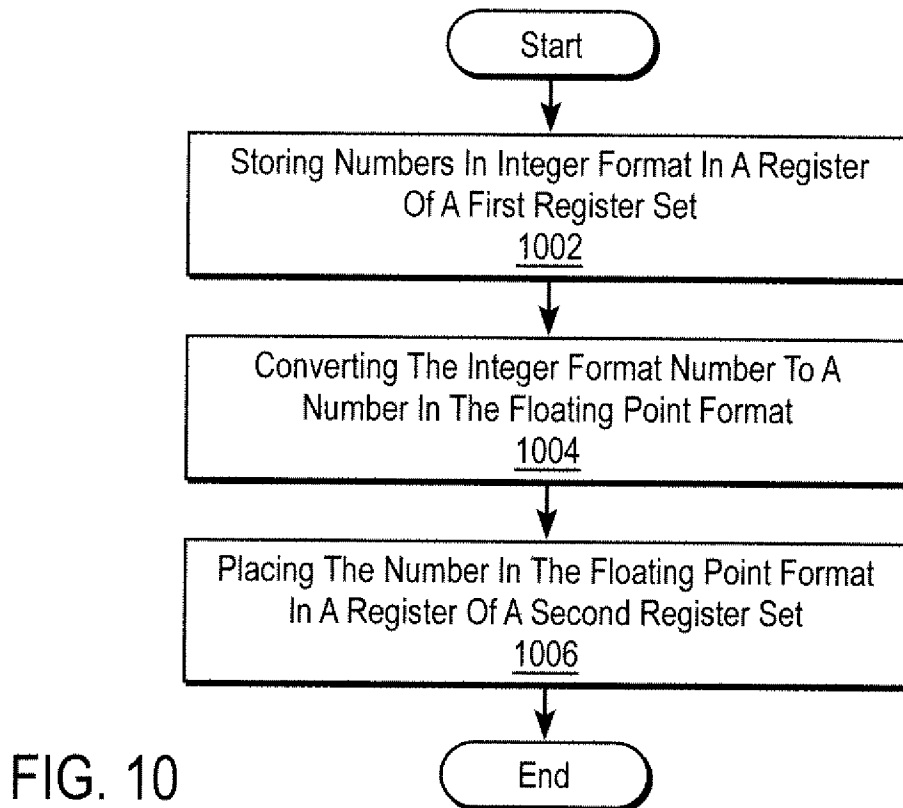 Start
Storing Numbers In Integer Format In A Register
Of A First Register Set
1002
Converting The Integer Format Number To A
Number In The Floating Point Format
1004
Placing The Number In The Floating Point Format
In A Register Of A Second Register Set
1006
End
FIG. 10